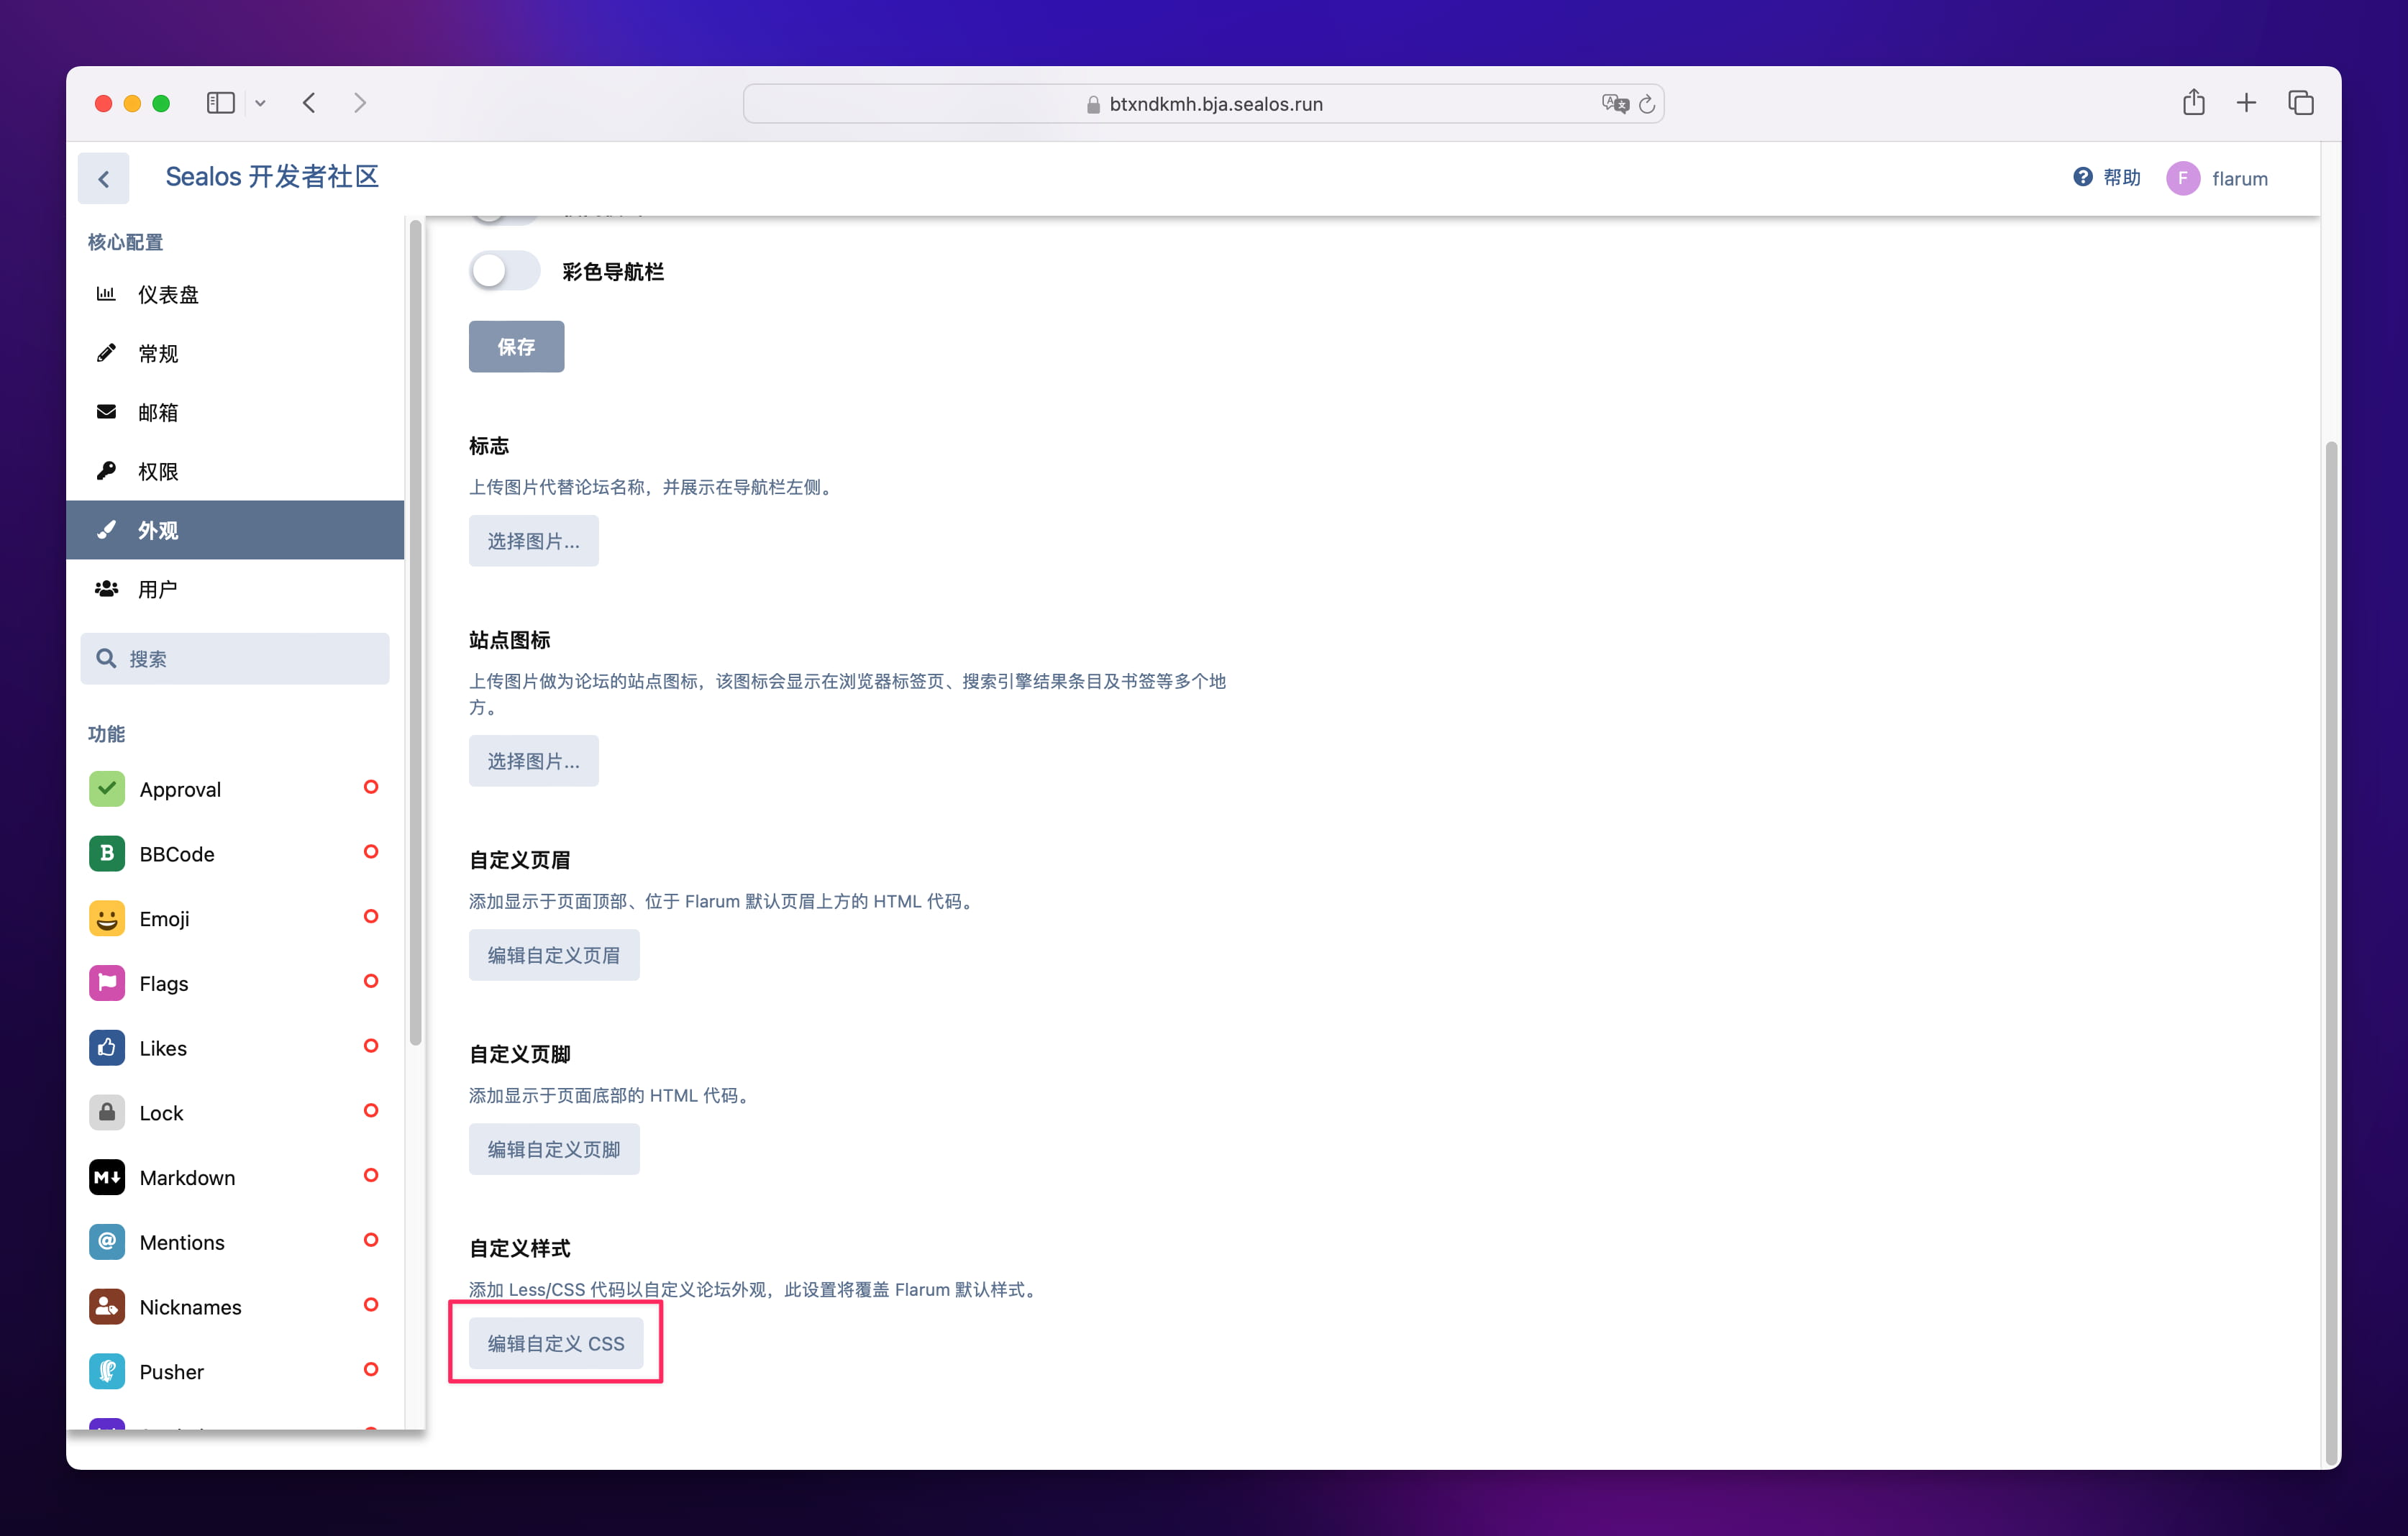 btxndkmh.bja.sealos.run
Sealos 开发者社区
帮助
F
flarum
核心配置
仪表盘
常规
邮箱
权限
外观
用户
搜索
功能
Approval
B
BBCode
Emoji
Flags
Likes
Lock
M
Markdown
@
Mentions
Nicknames
Pusher
彩色导航栏
保存
标志
上传图片代替论坛名称，并展示在导航栏左侧。
选择图片...
站点图标
上传图片做为论坛的站点图标，该图标会显示在浏览器标签页、搜索引擎结果条目及书签等多个地
方。
选择图片...
自定义页眉
添加显示于页面顶部、位于 Flarum 默认页眉上方的 HTML 代码。
编辑自定义页眉
自定义页脚
添加显示于页面底部的 HTML 代码。
编辑自定义页脚
自定义样式
添加 Less/CSS 代码以自定义论坛外观，此设置将覆盖 Flarum 默认样式。
编辑自定义 CSS